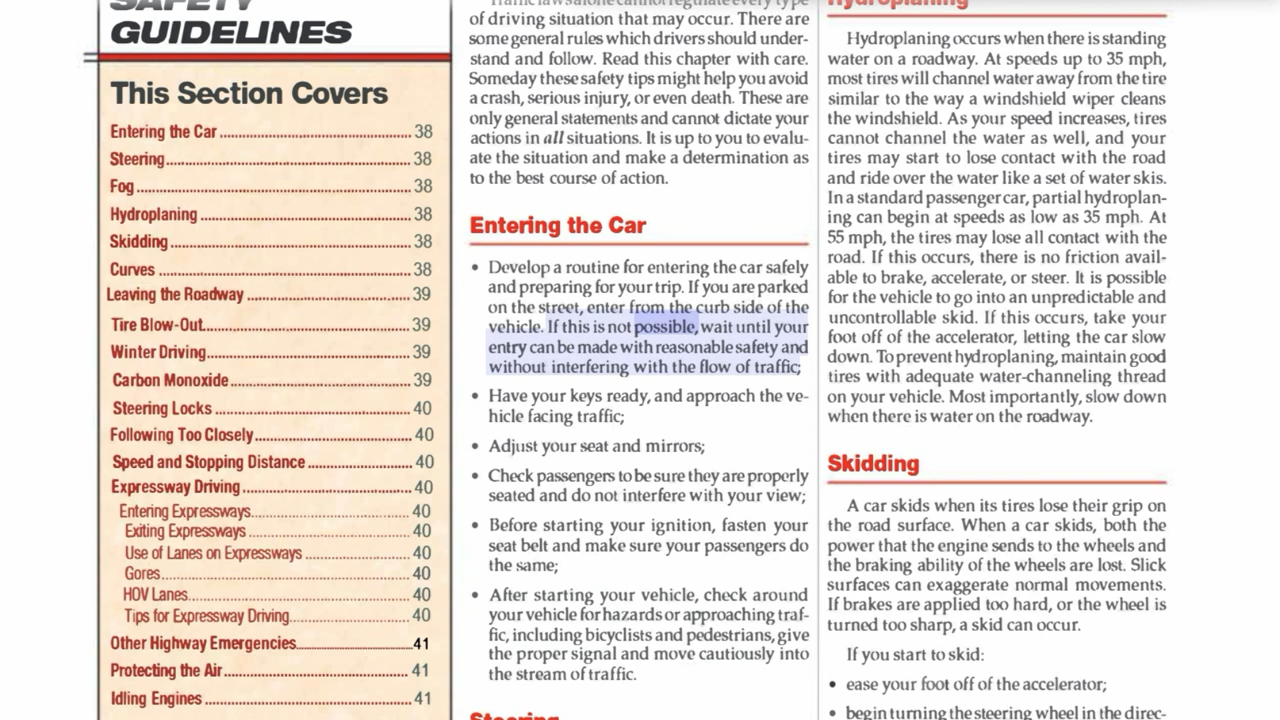 SAFETY
GUIDELINES
This Section Covers
Entering the Car 38
Steering 38
Fog 38
Hydroplaning 38
Skidding 38
Curves 38
Leaving the Roadway 39
Tire Blow-Out 39
Winter Driving 39
Carbon Monoxide 39
Steering Locks 40
Following Too Closely 40
Speed and Stopping Distance 40
Expressway Driving 40
Entering Expressways 40
Exiting Expressways 40
Use of Lanes on Expressways 40
Gores 40
HOV Lanes 40
Tips for Expressway Driving 40
Other Highway Emergencies 41
Protecting the Air 41
Idling Engines 41
Traffic laws alone cannot regulate every type
of driving situation that may occur. There are
some general rules which drivers should under-
stand and follow. Read this chapter with care.
Someday these safety tips might help you avoid
a crash, serious injury, or even death. These are
only general statements and cannot dictate your
actions in all situations. It is up to you to evalu-
ate the situation and make a determination as
to the best course of action.
Entering the Car
• Develop a routine for entering the car safely
and preparing for your trip. If you are parked
on the street, enter from the curb side of the
vehicle. If this is not possible, wait until your
entry can be made with reasonable safety and
without interfering with the flow of traffic;
• Have your keys ready, and approach the ve-
hicle facing traffic;
• Adjust your seat and mirrors;
• Check passengers to be sure they are properly
seated and do not interfere with your view;
• Before starting your ignition, fasten your
seat belt and make sure your passengers do
the same;
• After starting your vehicle, check around
your vehicle for hazards or approaching traf-
fic, including bicyclists and pedestrians, give
the proper signal and move cautiously into
the stream of traffic.
Steering
Hydroplaning
Hydroplaning occurs when there is standing
water on a roadway. At speeds up to 35 mph,
most tires will channel water away from the tire
similar to the way a windshield wiper cleans
the windshield. As your speed increases, tires
cannot channel the water as well, and your
tires may start to lose contact with the road
and ride over the water like a set of water skis.
In a standard passenger car, partial hydroplan-
ing can begin at speeds as low as 35 mph. At
55 mph, the tires may lose all contact with the
road. If this occurs, there is no friction avail-
able to brake, accelerate, or steer. It is possible
for the vehicle to go into an unpredictable and
uncontrollable skid. If this occurs, take your
foot off of the accelerator, letting the car slow
down. To prevent hydroplaning, maintain good
tires with adequate water-channeling thread
on your vehicle. Most importantly, slow down
when there is water on the roadway.
Skidding
A car skids when its tires lose their grip on
the road surface. When a car skids, both the
power that the engine sends to the wheels and
the braking ability of the wheels are lost. Slick
surfaces can exaggerate normal movements.
If brakes are applied too hard, or the wheel is
turned too sharp, a skid can occur.
If you start to skid:
• ease your foot off of the accelerator;
• begin turning the steering wheel in the direc-